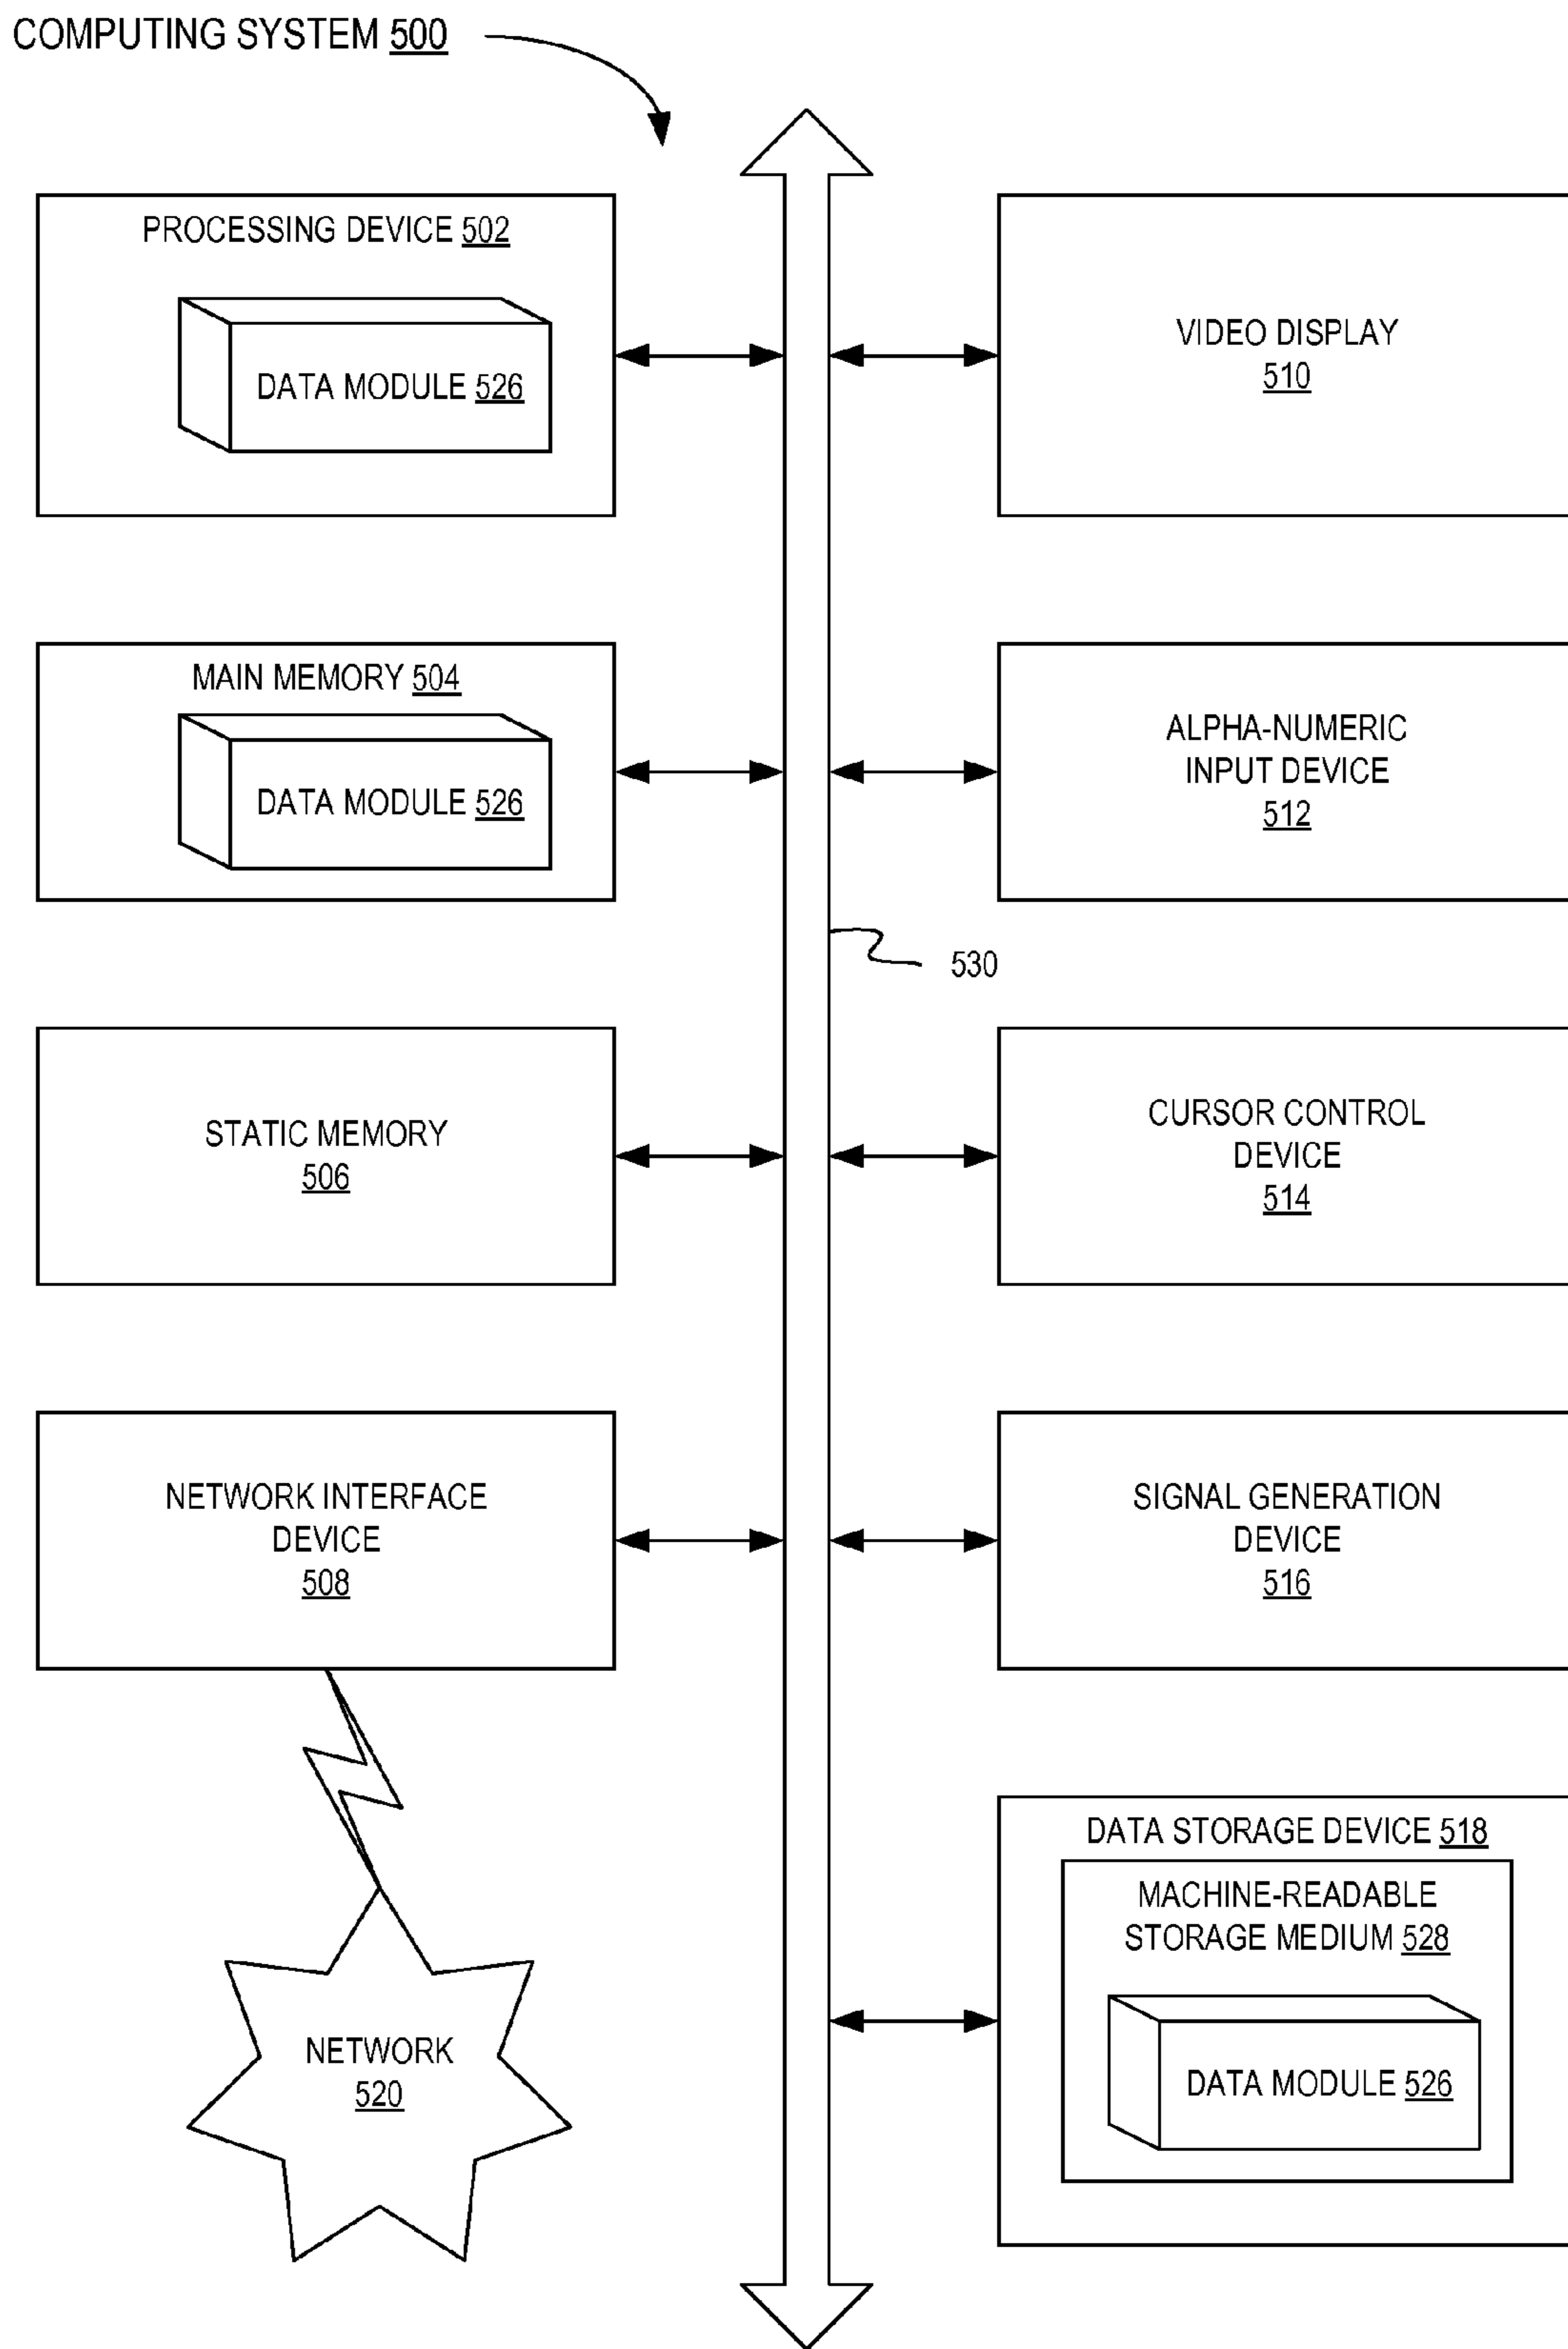 COMPUTING SYSTEM 500
PROCESSING DEVICE 502
DATA MODULE 526
VIDEO DISPLAY
510
MAIN MEMORY 504
DATA MODULE 526
ALPHA-NUMERIC
INPUT DEVICE
512
530
STATIC MEMORY
506
CURSOR CONTROL
DEVICE
514
NETWORK INTERFACE
DEVICE
508
SIGNAL GENERATION
DEVICE
516
DATA STORAGE DEVICE 518
MACHINE-READABLE
STORAGE MEDIUM 528
DATA MODULE 526
NETWORK
520